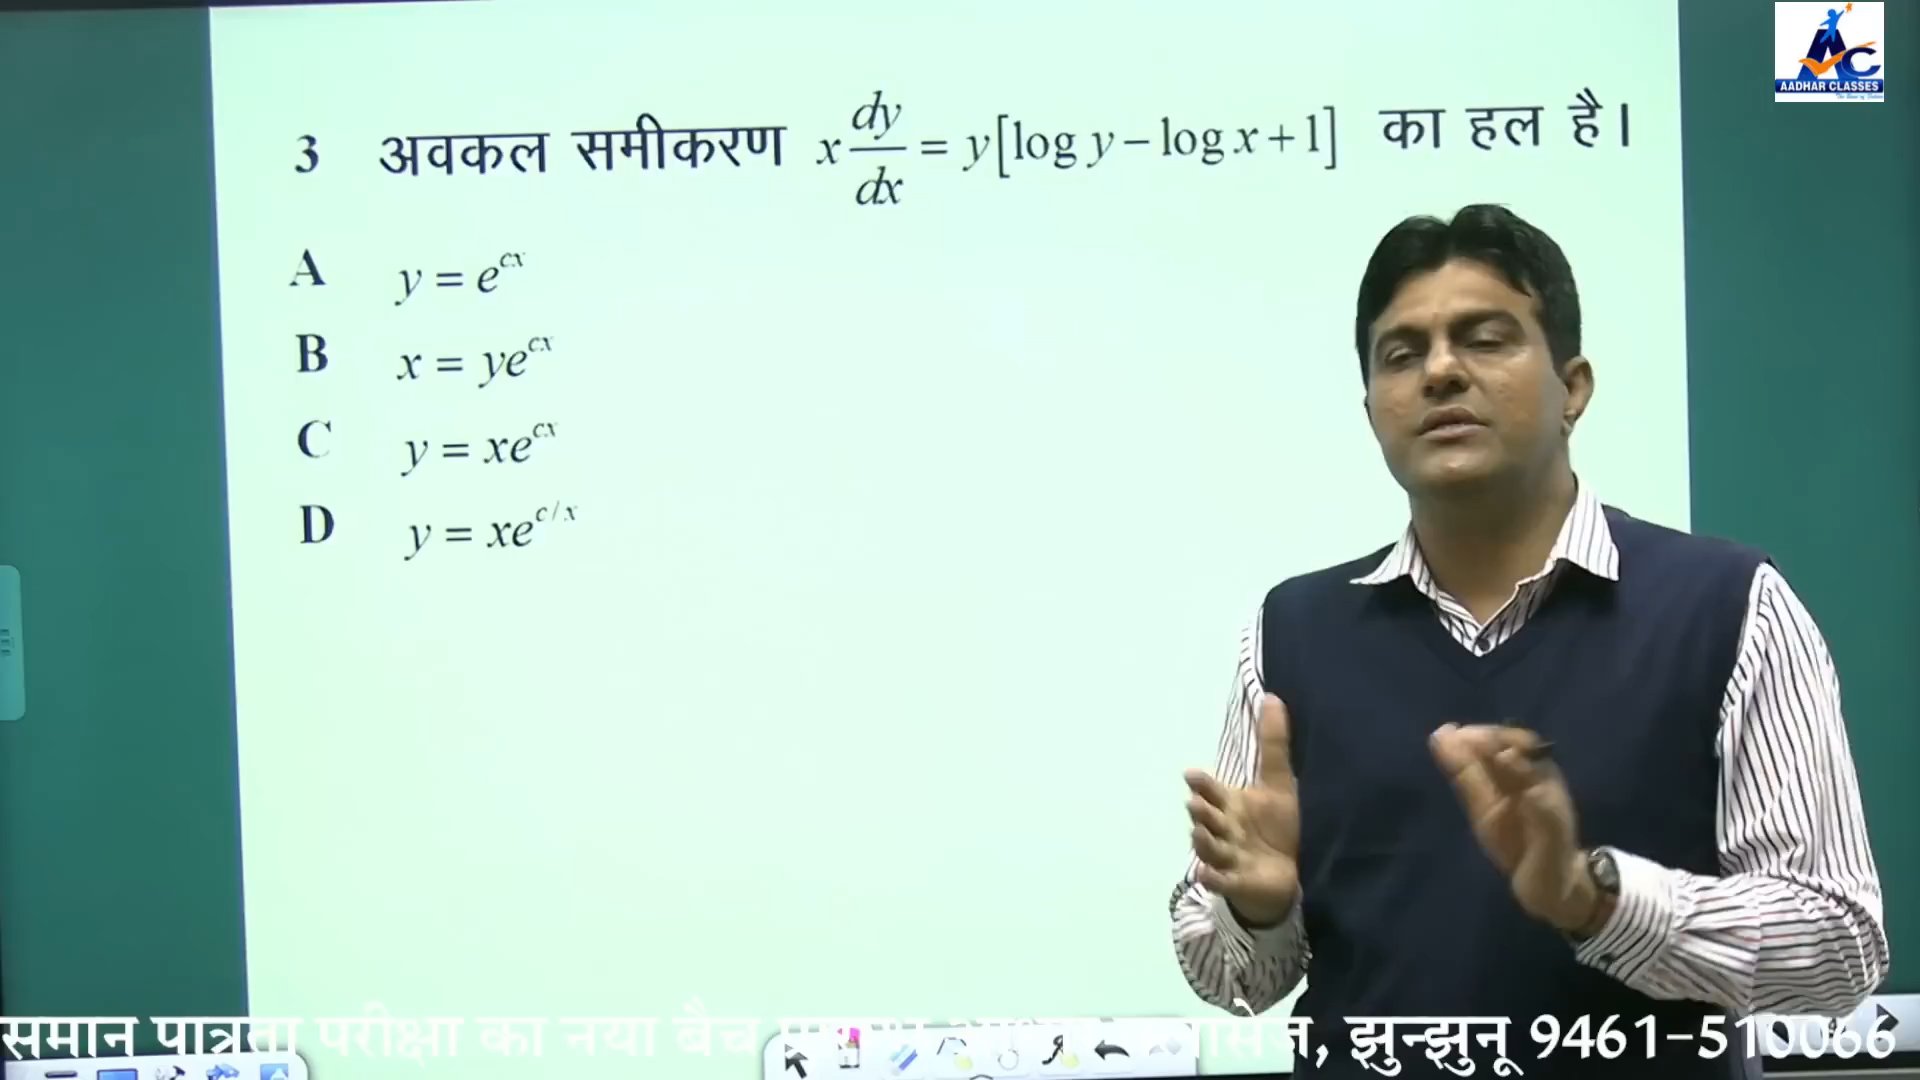 AADHAR CLASSES
3 अवकल समीकरण x dy/dx = y[log y – log x + 1] का हल है।
A y = e^{cx}
B x = ye^{cx}
C y = xe^{cx}
D y = xe^{c/x}
समान पात्रता परीक्षा का नया बैच झुन्झुनू 9461-510066